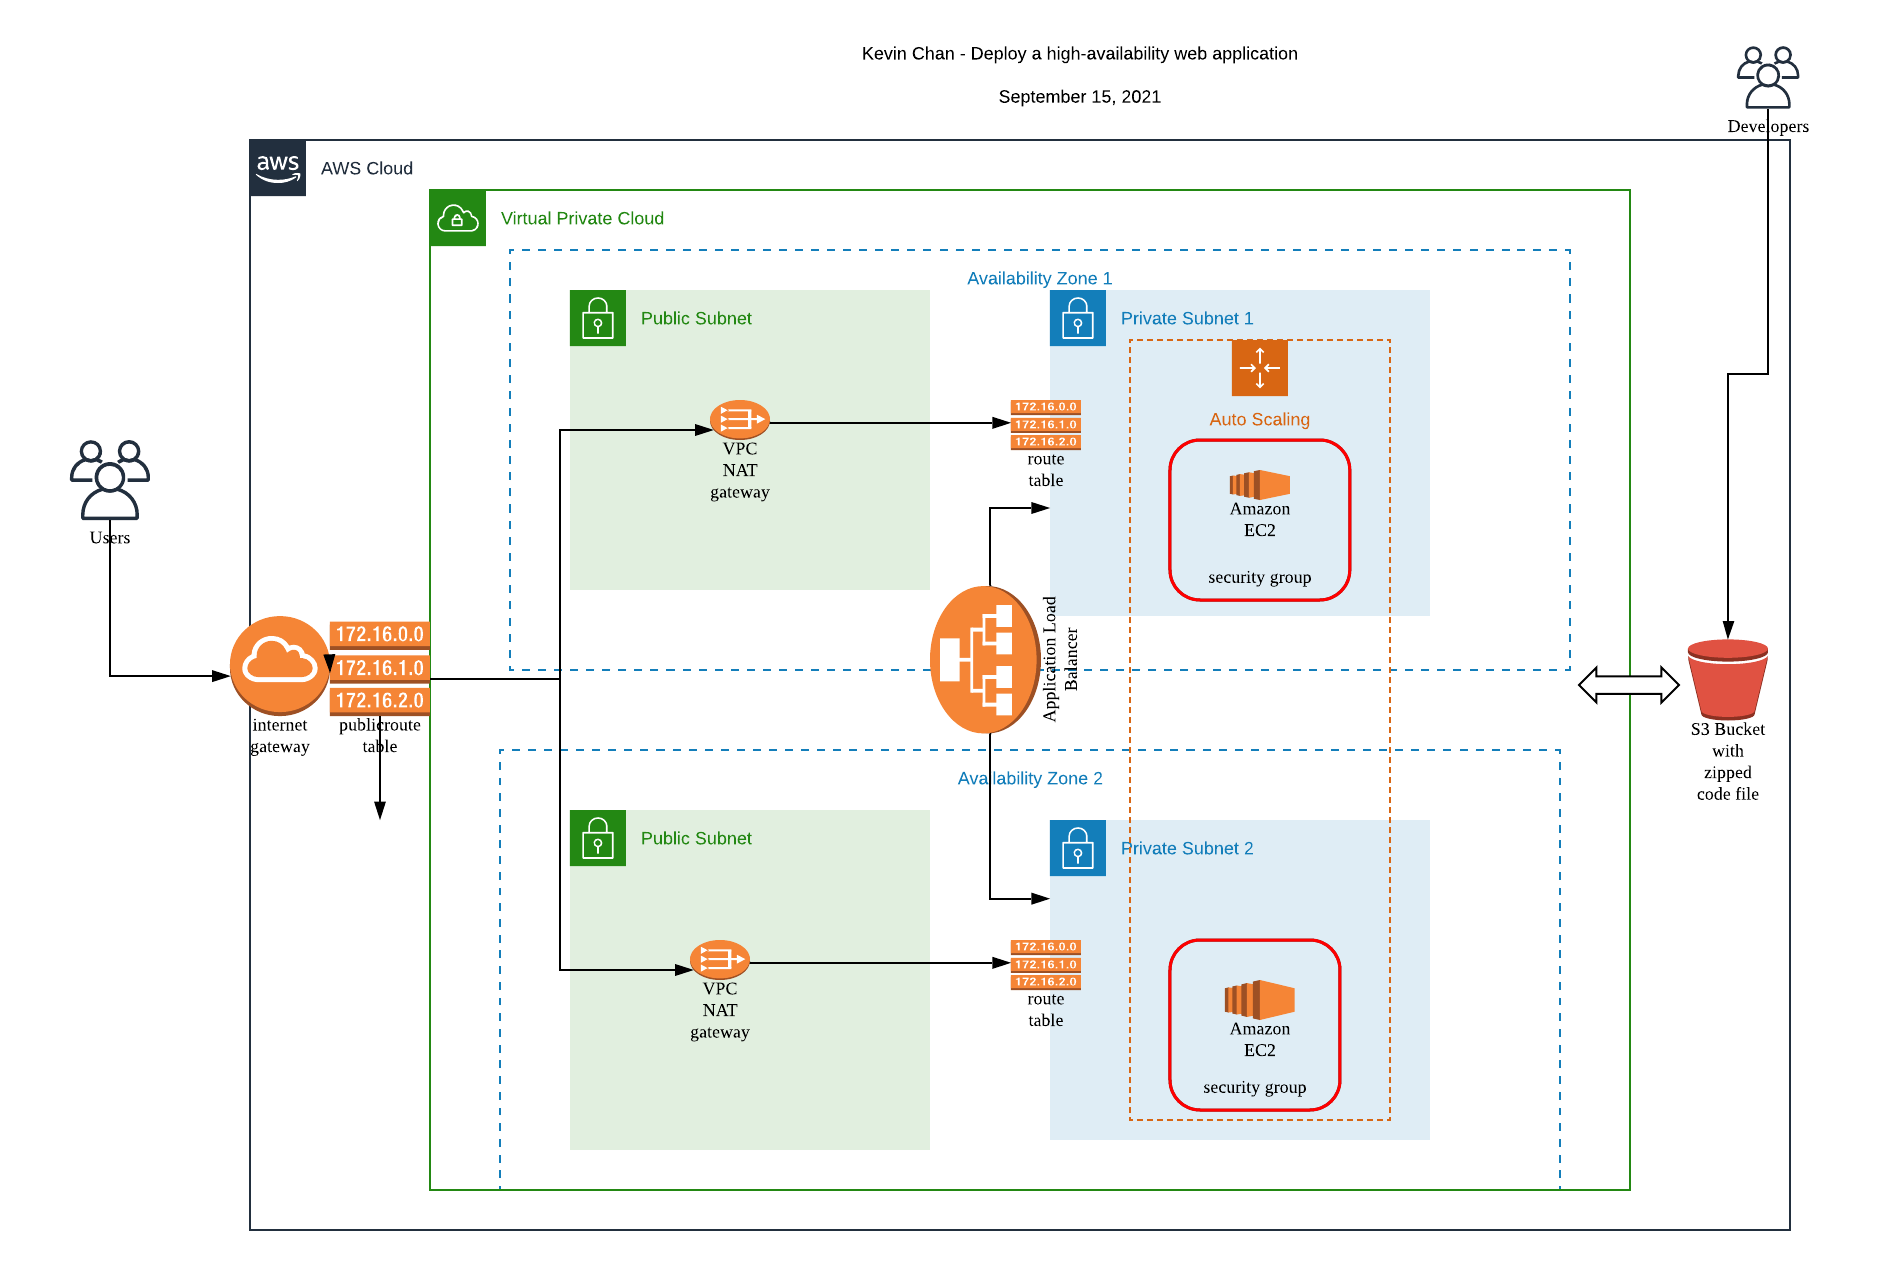 Kevin Chan - Deploy a high-availability web application
September 15, 2021
Developers
aws
AWS Cloud
Virtual Private Cloud
Availability Zone 1
Public Subnet
Private Subnet 1
Auto Scaling
VPC
NAT
gateway
172.16.0.0
172.16.1.0
172.16.2.0
route
table
Amazon
EC2
security group
Users
172.16.0.0
172.16.1.0
172.16.2.0
internet
gateway
publicroute
table
Application Load
Balancer
S3 Bucket
with
zipped
code file
Availability Zone 2
Public Subnet
Private Subnet 2
VPC
NAT
gateway
172.16.0.0
172.16.1.0
172.16.2.0
route
table
Amazon
EC2
security group